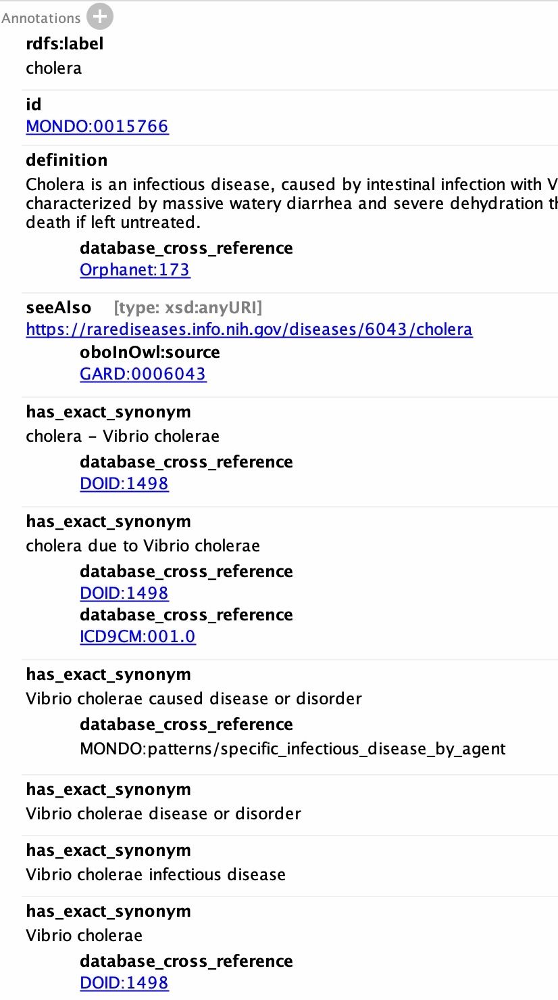 Annotations
rdfs:label
cholera
id
MONDO:0015766
definition
Cholera is an infectious disease, caused by intestinal infection with
characterized by massive watery diarrhea and severe dehydration
death if left untreated.
database_cross_reference
Orphanet:173
seeAlso [type: xsd:anyURI]
https://rarediseases.info.nih.gov/diseases/6043/cholera
oboInOwl:source
GARD:0006043
has_exact_synonym
cholera - Vibrio cholerae
database_cross_reference
DOID:1498
has_exact_synonym
cholera due to Vibrio cholerae
database_cross_reference
DOID:1498
database_cross_reference
ICD9CM:001.0
has_exact_synonym
Vibrio cholerae caused disease or disorder
database_cross_reference
MONDO:patterns/specific_infectious_disease_by_agent
has_exact_synonym
Vibrio cholerae disease or disorder
has_exact_synonym
Vibrio cholerae infectious disease
has_exact_synonym
Vibrio cholerae
database_cross_reference
DOID:1498